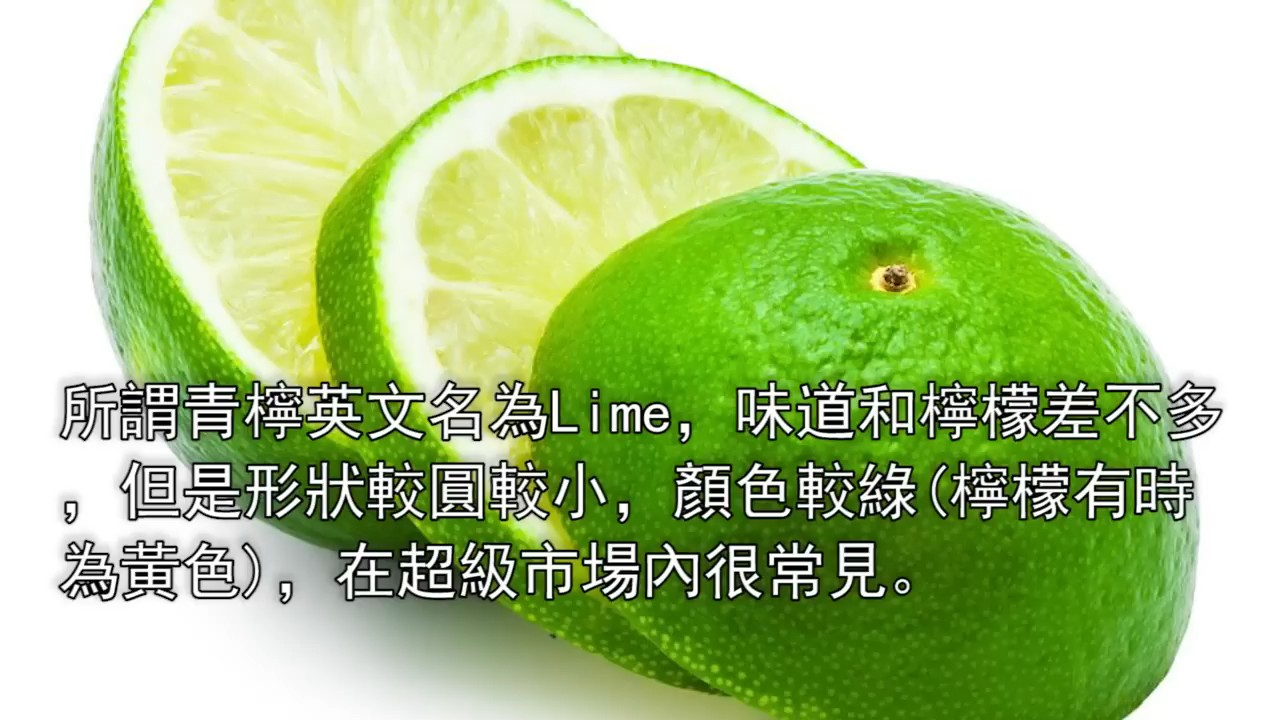 所謂青檸英文名為Lime，味道和檸檬差不多
，但是形狀較圓較小，顏色較綠(檸檬有時
為黃色)，在超級市場內很常見。